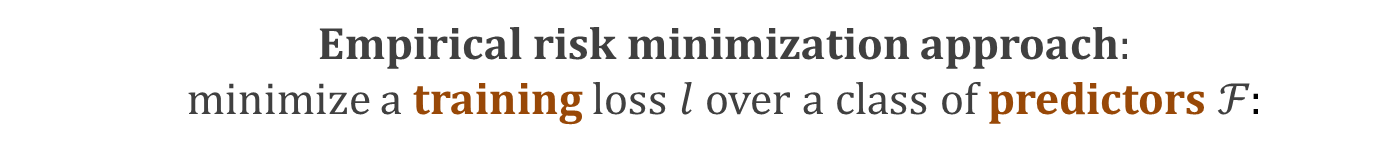 Empirical risk minimization approach:
minimize a training loss 𝑙 over a class of predictors ℱ: